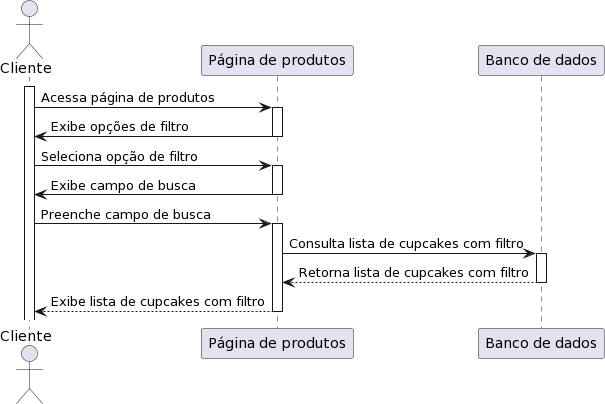 Cliente
Página de produtos
Banco de dados
Acessa página de produtos
Exibe opções de filtro
Seleciona opção de filtro
Exibe campo de busca
Preenche campo de busca
Consulta lista de cupcakes com filtro
Retorna lista de cupcakes com filtro
Exibe lista de cupcakes com filtro
Cliente
Página de produtos
Banco de dados